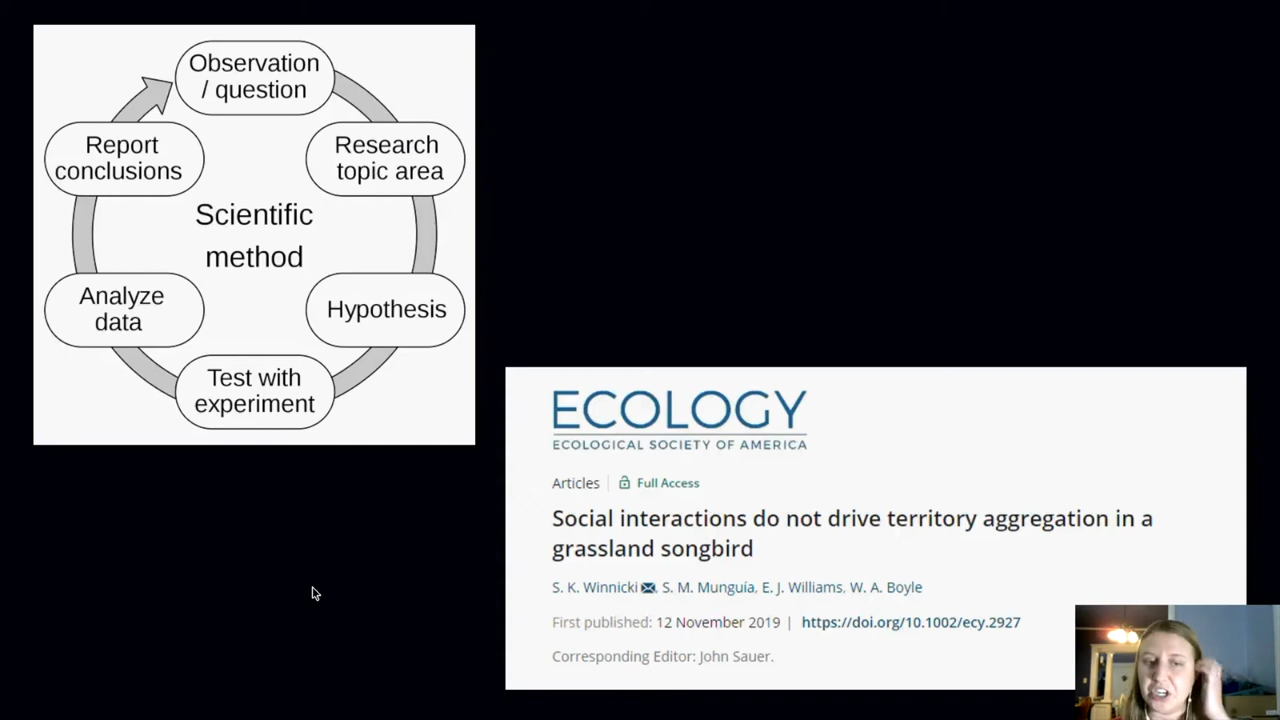 Observation
/ question
Research
topic area
Hypothesis
Test with
experiment
Analyze
data
Report
conclusions
Scientific
method
ECOLOGY
ECOLOGICAL SOCIETY OF AMERICA
Articles | Full Access
Social interactions do not drive territory aggregation in a
grassland songbird
S. K. Winnicki, S. M. Munguía, E. J. Williams, W. A. Boyle
First published: 12 November 2019 | https://doi.org/10.1002/ecy.2927
Corresponding Editor: John Sauer.